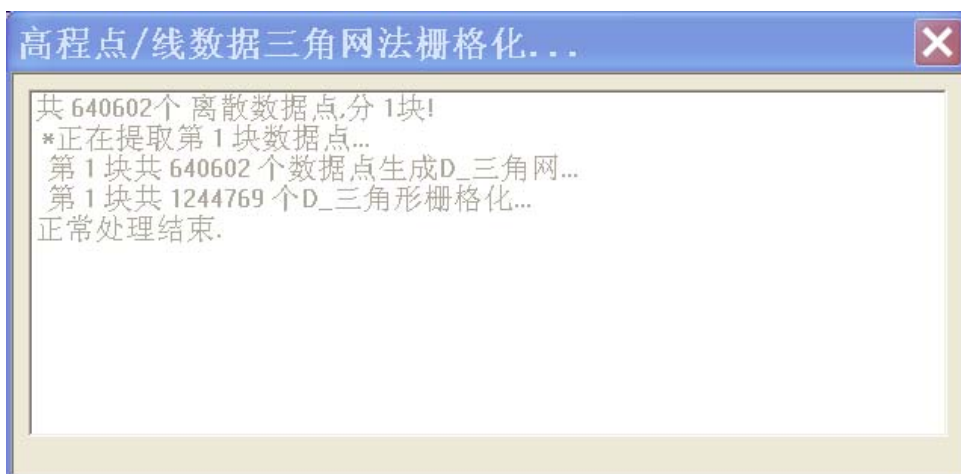 高程点/线数据三角网法栅格化...
共 640602个 离散数据点,分 1块!
*正在提取第 1 块数据点...
第 1 块共 640602 个数据点生成D_三角网...
第 1 块共 1244769 个D_三角形栅格化...
正常处理结束.